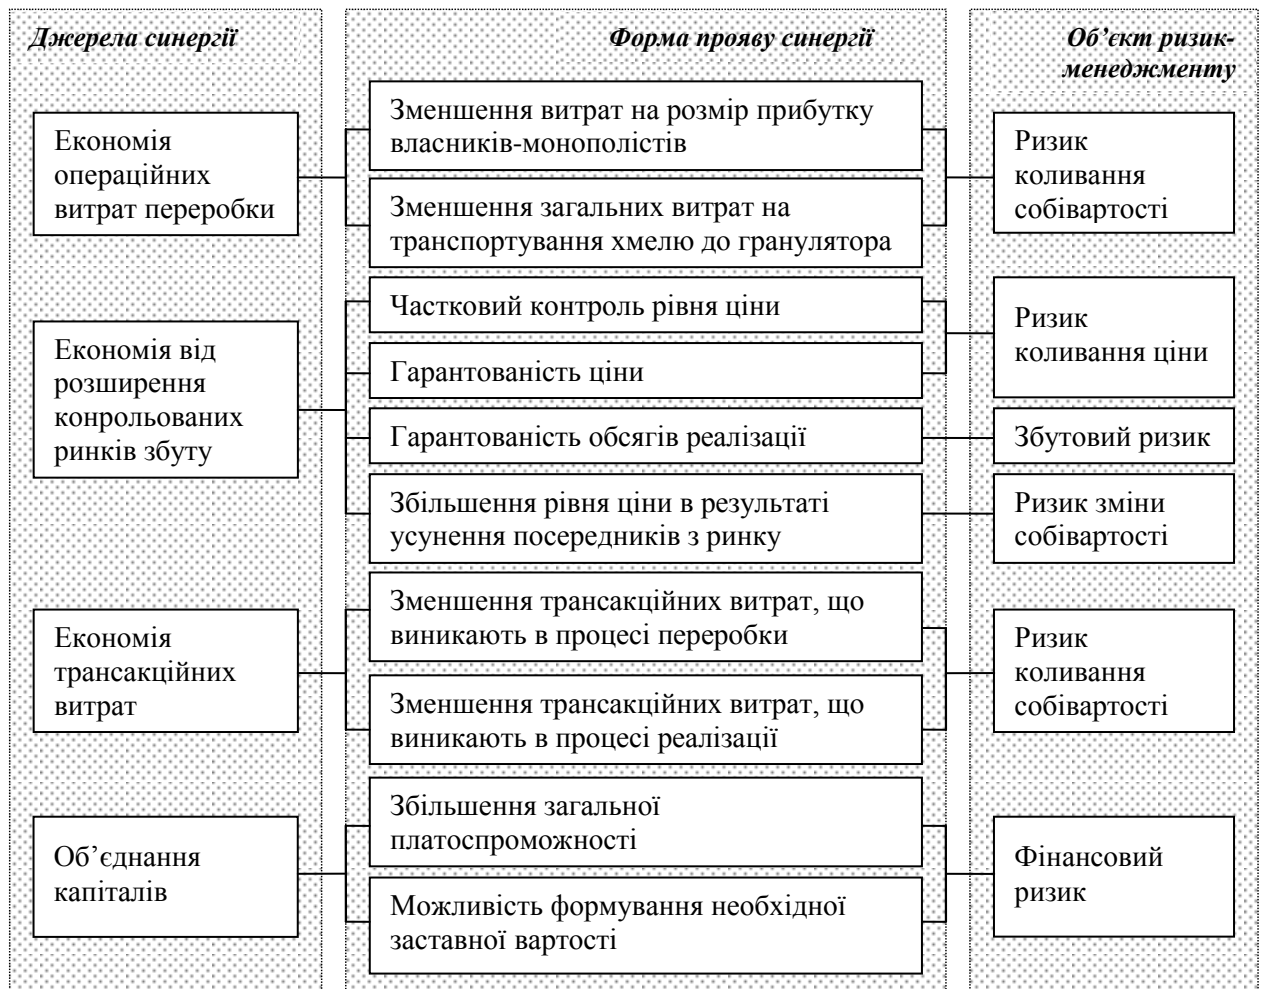 Джерела синергії
Форма прояву синергії
Об’єкт ризик-
менеджменту
Економія
операційних
витрат переробки
Зменшення витрат на розмір прибутку
власників-монополістів
Зменшення загальних витрат на
транспортування хмелю до гранулятора
Ризик
коливання
собівартості
Економія від
розширення
конрольованих
ринків збуту
Частковий контроль рівня ціни
Гарантованість ціни
Гарантованість обсягів реалізації
Збільшення рівня ціни в результаті
усунення посередників з ринку
Ризик
коливання ціни
Збутовий ризик
Ризик зміни
собівартості
Економія
трансакційних
витрат
Зменшення трансакційних витрат, що
виникають в процесі переробки
Зменшення трансакційних витрат, що
виникають в процесі реалізації
Ризик
коливання
собівартості
Об’єднання
капіталів
Збільшення загальної
платоспроможності
Можливість формування необхідної
заставної вартості
Фінансовий
ризик